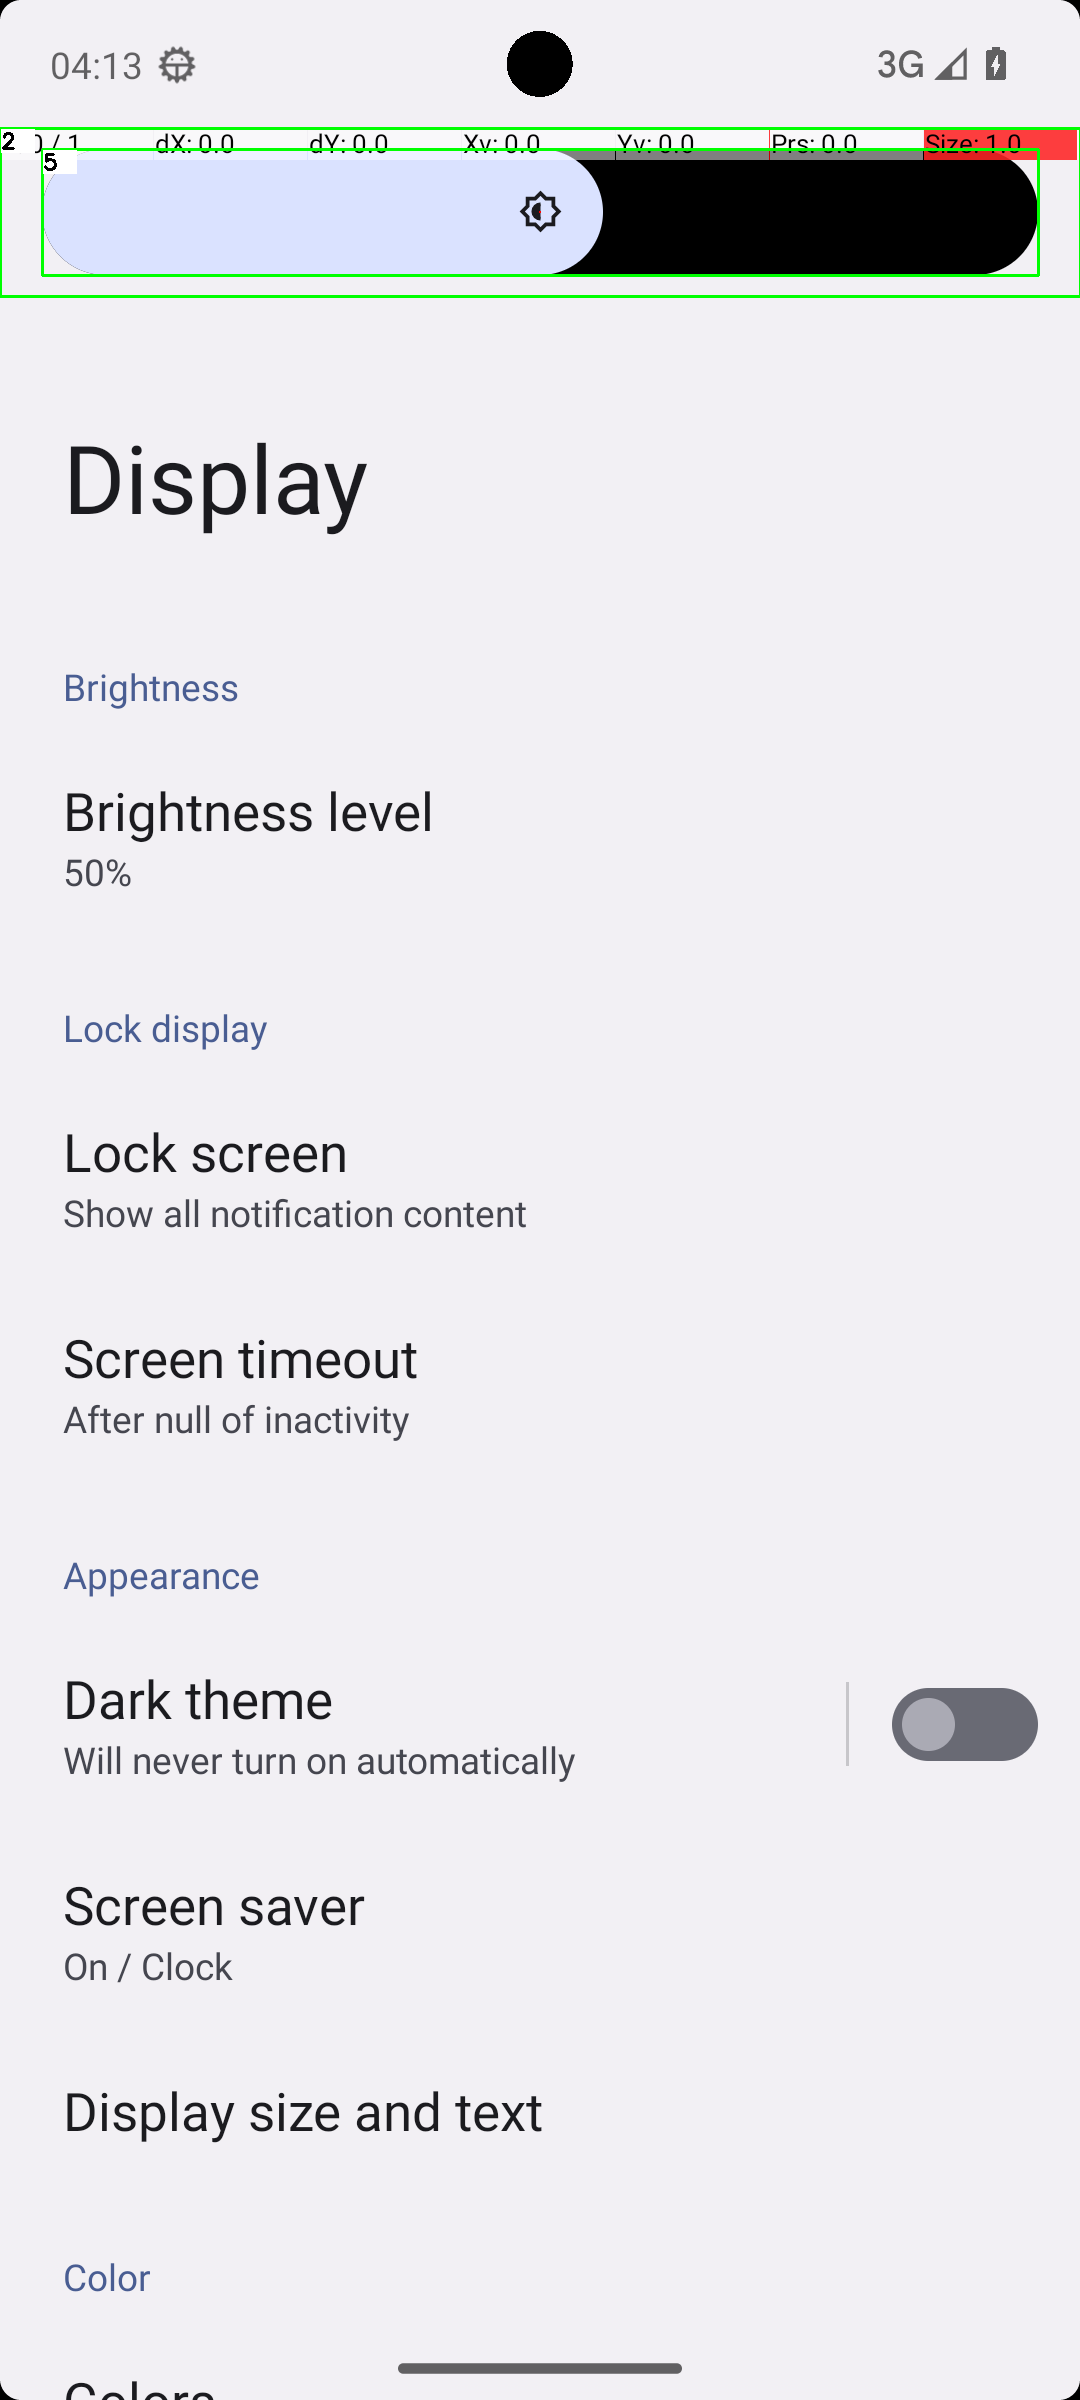 04:13
3G
2
0 / 1 dX: 0.0 dY: 0.0 Xv: 0.0 Yv: 0.0 Prs: 0.0 Size: 1.0
5
Display
Brightness
Brightness level
50%
Lock display
Lock screen
Show all notification content
Screen timeout
After null of inactivity
Appearance
Dark theme
Will never turn on automatically
Screen saver
On / Clock
Display size and text
Color
Colors